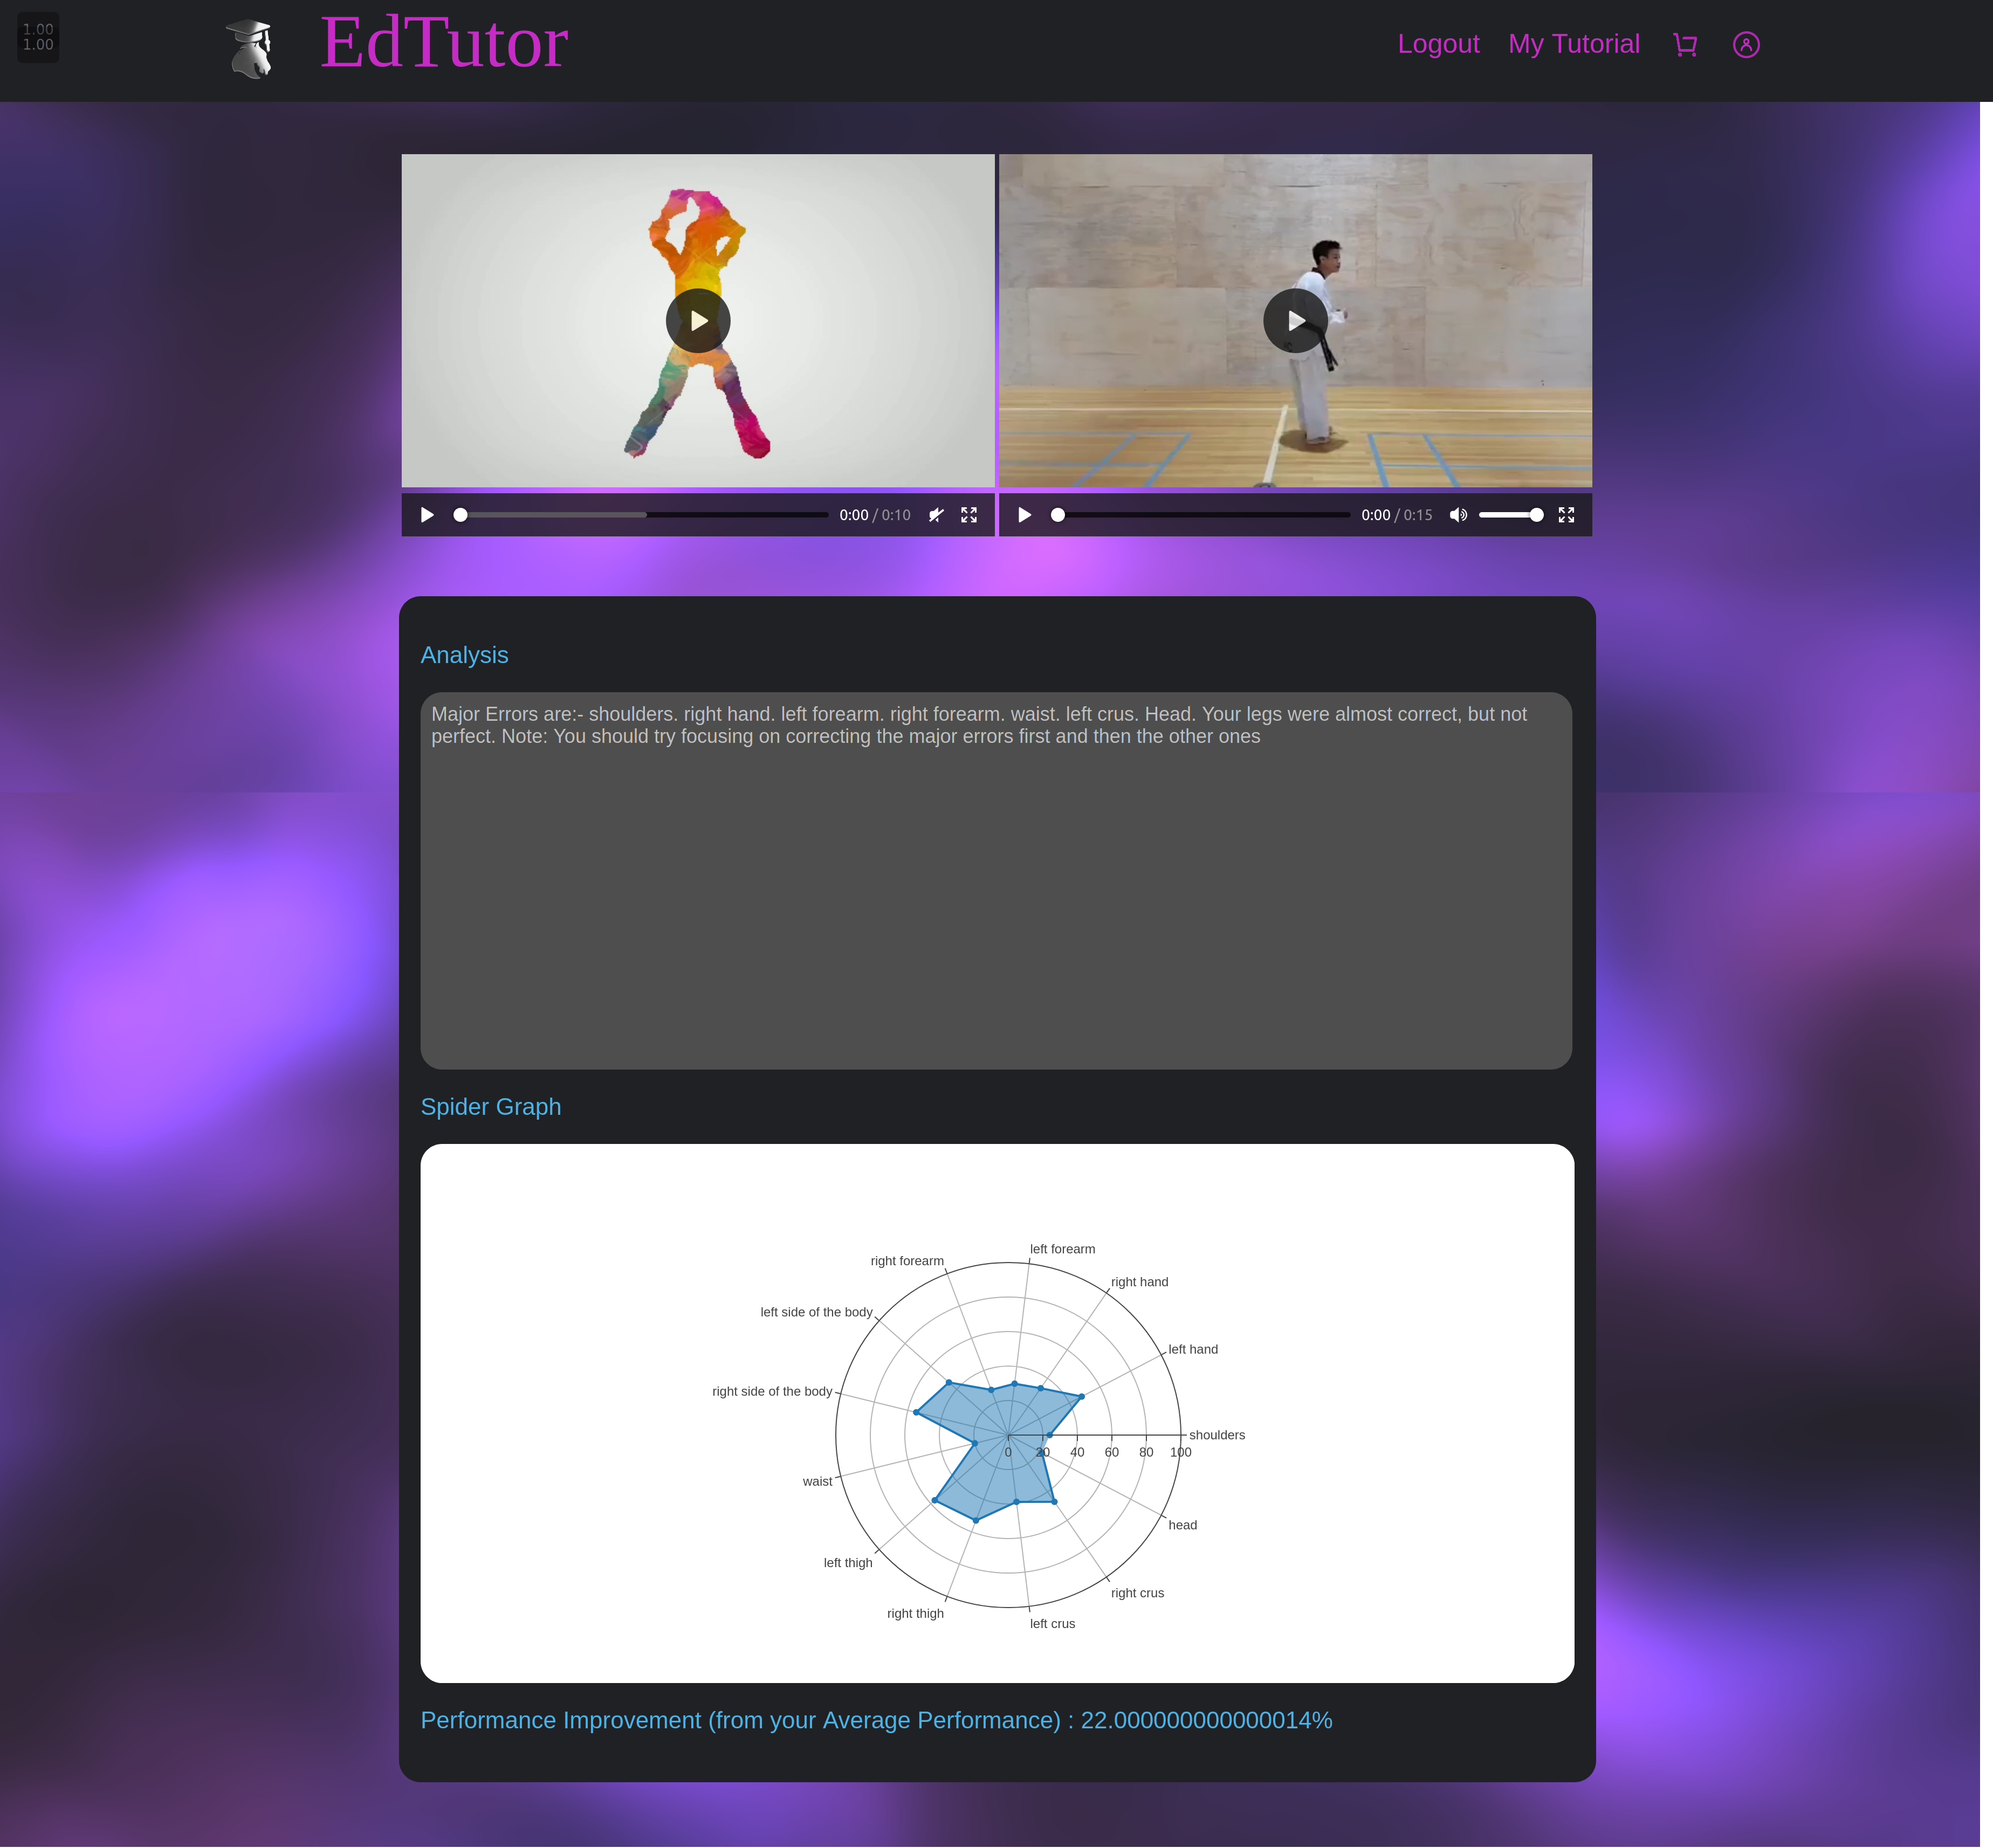 1.00
1.00
EdTutor
Logout My Tutorial
0:00 / 0:10
0:00 / 0:15
Analysis
Major Errors are:- shoulders. right hand. left forearm. right forearm. waist. left crus. Head. Your legs were almost correct, but not
perfect. Note: You should try focusing on correcting the major errors first and then the other ones
Spider Graph
left forearm
right forearm
right hand
left side of the body
left hand
right side of the body
shoulders
0 20 40 60 80 100
waist
head
left thigh
right crus
right thigh
left crus
Performance Improvement (from your Average Performance) : 22.000000000000014%